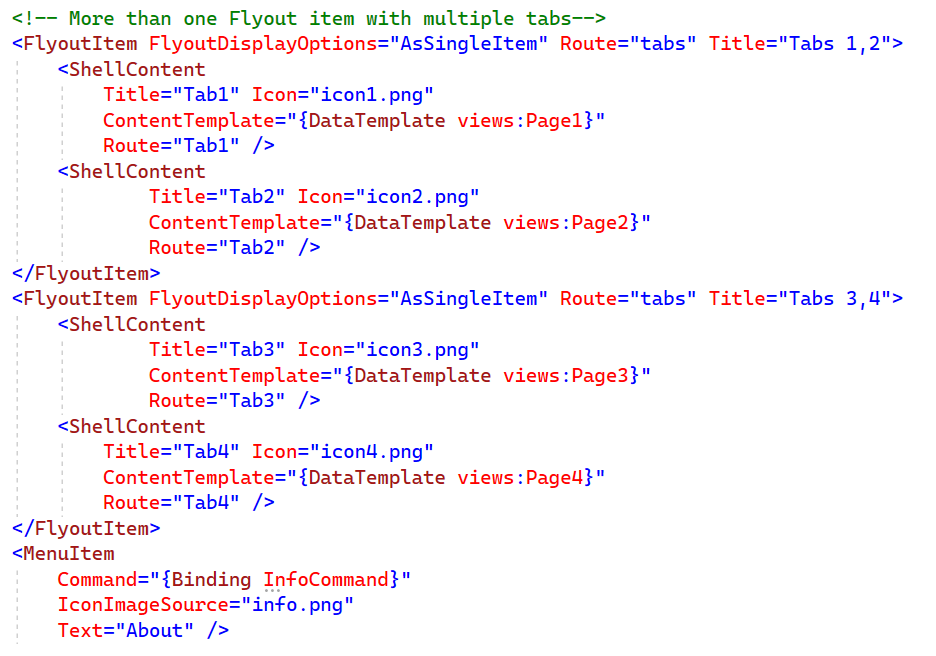 <!-- More than one Flyout item with multiple tabs-->
<FlyoutItem FlyoutDisplayOptions="AsSingleItem" Route="tabs" Title="Tabs 1,2">
    <ShellContent
        Title="Tab1" Icon="icon1.png"
        ContentTemplate="{DataTemplate views:Page1}"
        Route="Tab1" />
    <ShellContent
            Title="Tab2" Icon="icon2.png"
            ContentTemplate="{DataTemplate views:Page2}"
            Route="Tab2" />
</FlyoutItem>
<FlyoutItem FlyoutDisplayOptions="AsSingleItem" Route="tabs" Title="Tabs 3,4">
    <ShellContent
            Title="Tab3" Icon="icon3.png"
            ContentTemplate="{DataTemplate views:Page3}"
            Route="Tab3" />
    <ShellContent
        Title="Tab4" Icon="icon4.png"
        ContentTemplate="{DataTemplate views:Page4}"
        Route="Tab4" />
</FlyoutItem>
<MenuItem
    Command="{Binding InfoCommand}"
    IconImageSource="info.png"
    Text="About" />